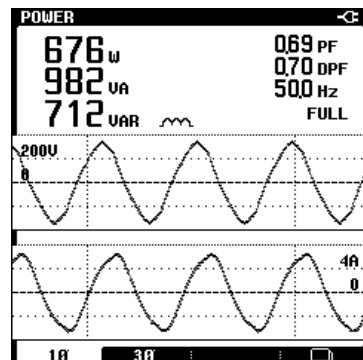 POWER
676 W
982 VA
712 VAR
0.69 PF
0.70 DPF
50.0 Hz
FULL
200V
0
4A
0
1Ø 3Ø